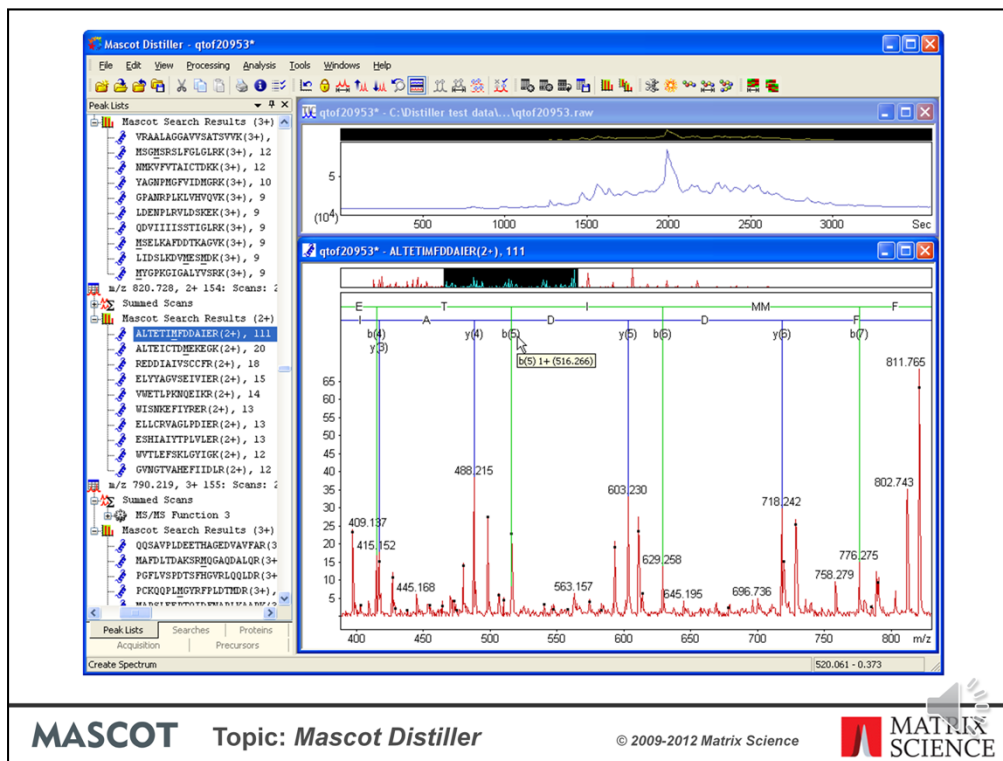 Mascot Distiller - qtof20953*
File Edit View Processing Analysis Tools Windows Help
Peak Lists
Mascot Search Results (3+)
VRAALAGGAVVSATSVVK(3+),
MSGMSRSLFGLGLRK(3+), 12
NMKVFVTAICTDKK(3+), 12
YAGNPMGFVIDMGRK(3+), 10
GPANRPLKLVHVQVK(3+), 9
LDENPLRVLDSKEK(3+), 9
QDVIIIISSTIGLRK(3+), 9
MSELKAFDDTKAGVK(3+), 9
LIDSLKDVMESMDK(3+), 9
MYGPKGIGALYVSRK(3+), 9
m/z 820.728, 2+ 154: Scans: 2
Summed Scans
Mascot Search Results (2+)
ALTETIMFDDAIER(2+), 111
ALTEICTDMEKEGK(2+), 20
REDDIAIVSCCFR(2+), 18
ELYYAGVSEIVIER(2+), 15
VWETLPKNQEIKR(2+), 14
WISNKEFIYRER(2+), 13
ELLCRVAGLPDIER(2+), 13
ESHIAIYTPLVLER(2+), 13
WVTLEFSKLGYIGK(2+), 12
GVNGTVAHEFIIDLR(2+), 12
m/z 790.219, 3+ 155: Scans: 2
Summed Scans
MS/MS Function 3
Mascot Search Results (3+)
QQSAVPLDEETHAGEDVAVFAR(3
MAFDLTDAKSRMQGAQDALQR(3+
PGFLVSPDTSFHGVRLQQLDR(3+
PCKQQPLMGYRFPLDTMDR(3+),
Peak Lists Searches Proteins
Acquisition Precursors
Create Spectrum
qtof20953* - C:\Distiller test data\...\qtof20953.raw
5
(10⁴)
500 1000 1500 2000 2500 3000 Sec
qtof20953* - ALTETIMFDDAIER(2+), 111
E T I MM F
I A D D F
b(4) y(4) b(5) y(5) b(6) y(6) b(7)
y(3)
b(5) 1+ (516.266)
811.765
65
60
55
50
45
488.215
40
802.743
35
603.230
30
718.242
25
409.137
20
415.152
629.258
776.275
15
758.279
10
445.168
563.157
645.195
696.736
5
0
400 450 500 550 600 650 700 750 800 m/z
520.061 - 0.373
MASCOT
Topic: Mascot Distiller
© 2009-2012 Matrix Science
MATRIX
SCIENCE